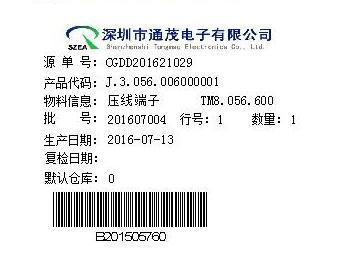 深圳市通茂电子有限公司
SZEA Shenzhenshi Tongmao Electronics Co., Ltd.
源 单 号: CGDD201621029
产品代码: J.3.056.006000001
物料信息: 压线端子 TM8.056.600
批 号: 201607004 行号: 1 数量: 1
生产日期: 2016-07-13
复检日期:
默认仓库: 0
B201505760